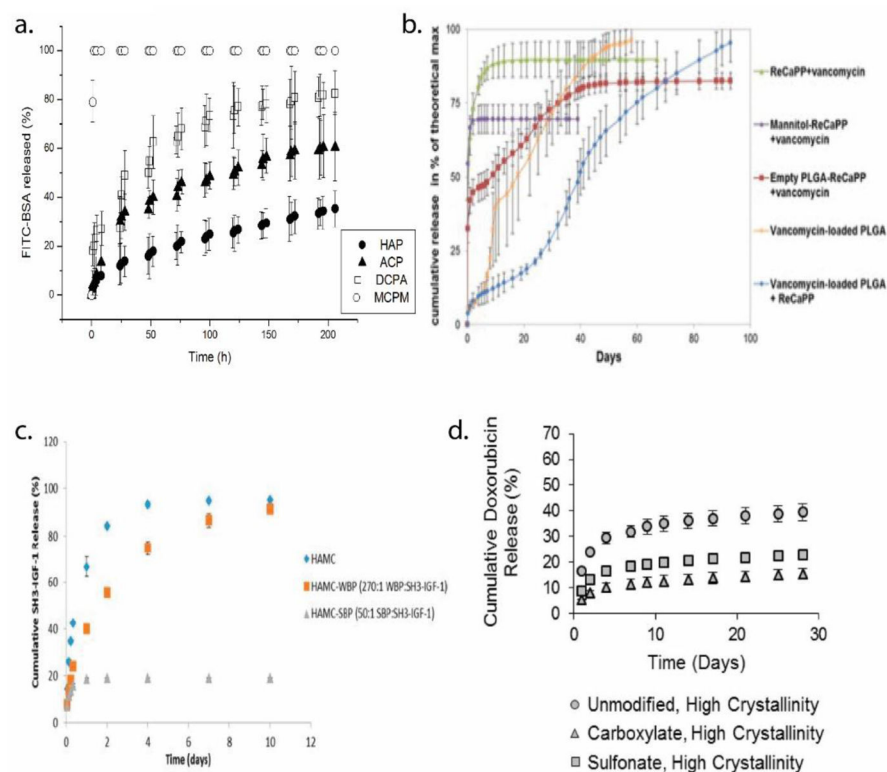 a.
FITC-BSA released (%)
100
80
60
40
20
0
HAP
ACP
DCPA
MCPM
0
50
100
150
200
Time (h)
b.
cumulative release in % of theoretical max
100
75
50
25
0
0
20
40
60
80
100
Days
ReCaPP+vancomycin
Mannitol-ReCaPP
+vancomycin
Empty PLGA-ReCaPP
+vancomycin
Vancomycin-loaded PLGA
Vancomycin-loaded PLGA
+ ReCaPP
c.
Cumulative SH3-IGF-1 Release (%)
120
100
80
60
40
20
0
0
2
4
6
8
10
12
Time (days)
HAMC
HAMC-WBP (270:1 WBP:SH3-IGF-1)
HAMC-SBP (50:1 SBP:SH3-IGF-1)
d.
Cumulative Doxorubicin
Release (%)
70
60
50
40
30
20
10
0
0
10
20
30
Time (Days)
Unmodified, High Crystallinity
Carboxylate, High Crystallinity
Sulfonate, High Crystallinity